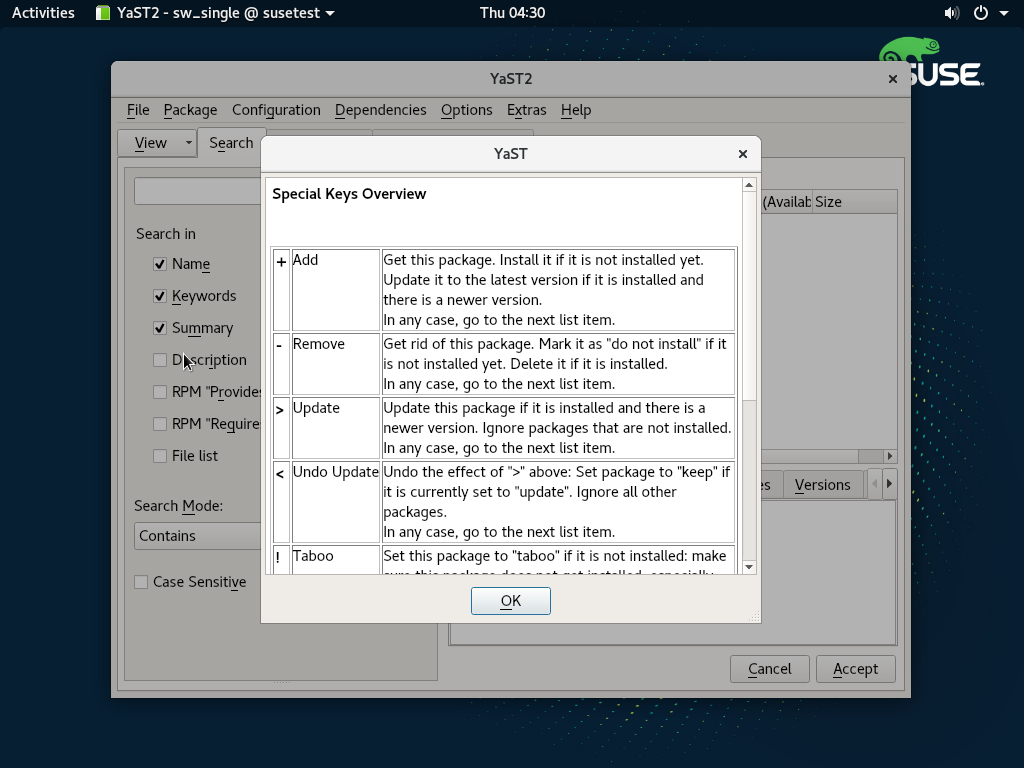 Activities
YaST2 - sw_single @ susetest
Thu 04:30
SUSE
YaST2
File Package Configuration Dependencies Options Extras Help
View
Search
YaST
(Availab
Size
Special Keys Overview
Search in
Name
Keywords
Summary
Description
RPM "Provides
RPM "Require
File list
Search Mode:
Contains
Case Sensitive
+ Add Get this package. Install it if it is not installed yet.
Update it to the latest version if it is installed and
there is a newer version.
In any case, go to the next list item.
- Remove Get rid of this package. Mark it as "do not install" if it
is not installed yet. Delete it if it is installed.
In any case, go to the next list item.
> Update Update this package if it is installed and there is a
newer version. Ignore packages that are not installed.
In any case, go to the next list item.
< Undo Update Undo the effect of ">" above: Set package to "keep" if
it is currently set to "update". Ignore all other
packages.
In any case, go to the next list item.
! Taboo Set this package to "taboo" if it is not installed: make
sure this package does not get installed, especially
OK
es
Versions
Cancel
Accept